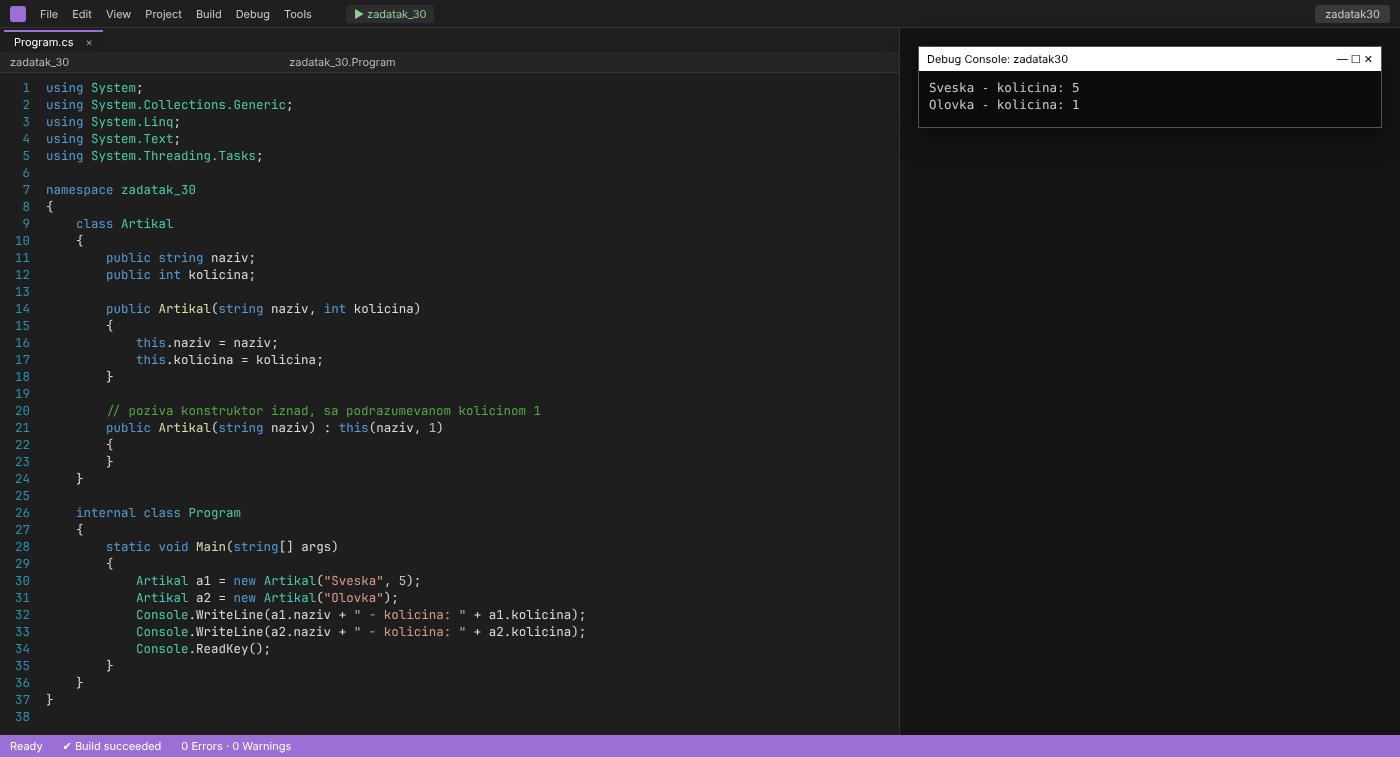 File Edit View Project Build Debug Tools ▶ zadatak_30 zadatak30
Program.cs ×
zadatak_30 zadatak_30.Program
1 using System;
2 using System.Collections.Generic;
3 using System.Linq;
4 using System.Text;
5 using System.Threading.Tasks;
6
7 namespace zadatak_30
8 {
9     class Artikal
10     {
11         public string naziv;
12         public int kolicina;
13
14         public Artikal(string naziv, int kolicina)
15         {
16             this.naziv = naziv;
17             this.kolicina = kolicina;
18         }
19
20         // poziva konstruktor iznad, sa podrazumevanom kolicinom 1
21         public Artikal(string naziv) : this(naziv, 1)
22         {
23         }
24     }
25
26     internal class Program
27     {
28         static void Main(string[] args)
29         {
30             Artikal a1 = new Artikal("Sveska", 5);
31             Artikal a2 = new Artikal("Olovka");
32             Console.WriteLine(a1.naziv + " - kolicina: " + a1.kolicina);
33             Console.WriteLine(a2.naziv + " - kolicina: " + a2.kolicina);
34             Console.ReadKey();
35         }
36     }
37 }
38
Debug Console: zadatak30 — ☐ ✕
Sveska - kolicina: 5
Olovka - kolicina: 1
Ready ✔ Build succeeded 0 Errors · 0 Warnings